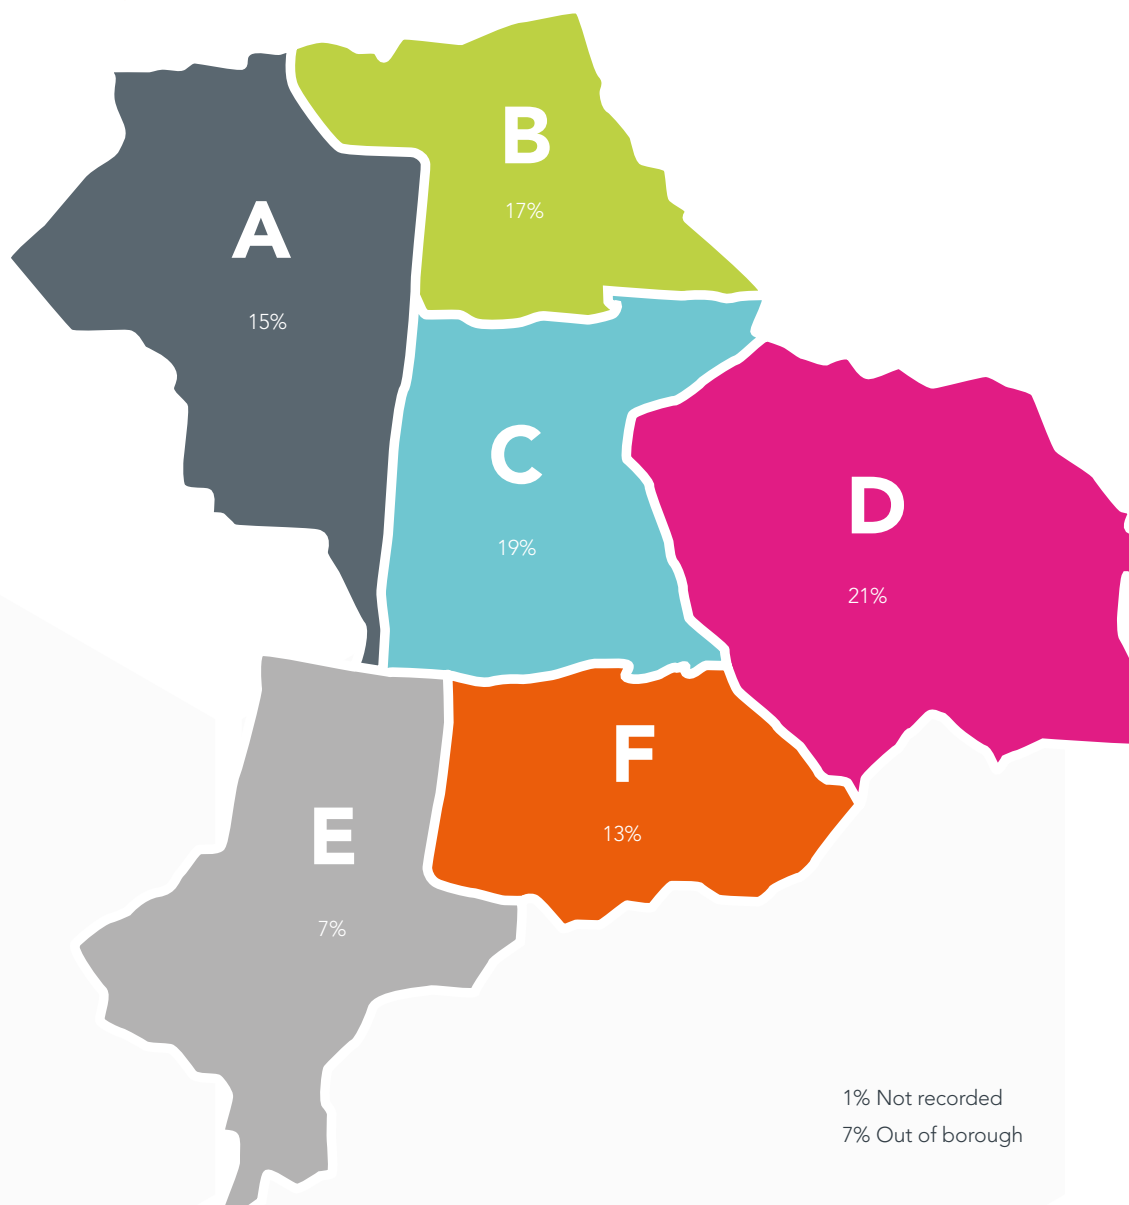 B
17%
A
15%
C
19%
D
21%
F
13%
E
7%
1% Not recorded
7% Out of borough